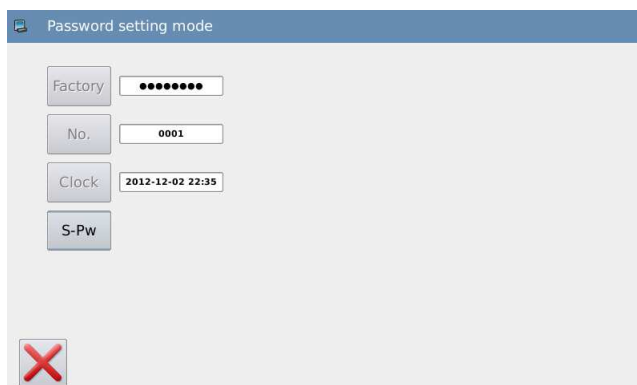 Password setting mode
Factory ●●●●●●●●
No. 0001
Clock 2012-12-02 22:35
S-Pw